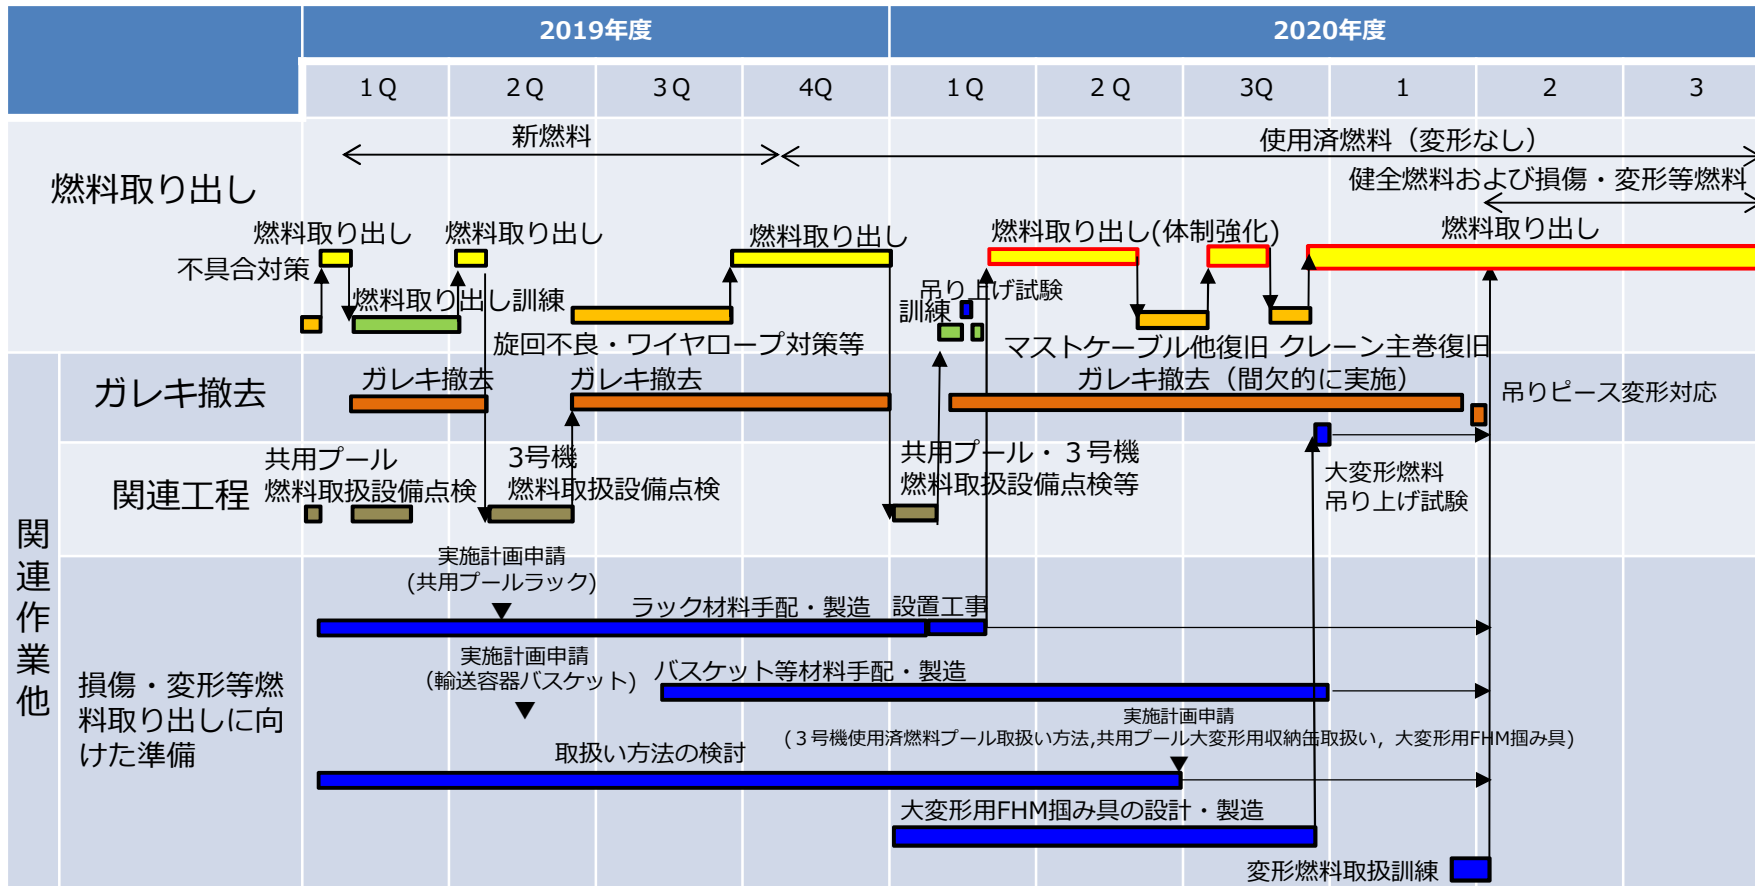 2019年度
2020年度
1Q
2Q
3Q
4Q
1Q
2Q
3Q
1
2
3
燃料取り出し
新燃料
使用済燃料（変形なし）
健全燃料および損傷・変形等燃料
燃料取り出し
燃料取り出し
燃料取り出し
燃料取り出し(体制強化)
燃料取り出し
不具合対策
燃料取り出し訓練
吊り上げ試験
訓練
旋回不良・ワイヤロープ対策等
マストケーブル他復旧
クレーン主巻復旧
関連作業他
ガレキ撤去
ガレキ撤去
ガレキ撤去
ガレキ撤去（間欠的に実施）
吊りピース変形対応
関連工程
共用プール
燃料取扱設備点検
3号機
燃料取扱設備点検
共用プール・３号機
燃料取扱設備点検等
大変形燃料
吊り上げ試験
損傷・変形等燃
料取り出しに向
けた準備
実施計画申請
(共用プールラック)
ラック材料手配・製造
設置工事
実施計画申請
(輸送容器バスケット)
バスケット等材料手配・製造
実施計画申請
(３号機使用済燃料プール取扱い方法,共用プール大変形用収納缶取扱い，大変形用FHM掴み具)
取扱い方法の検討
大変形用FHM掴み具の設計・製造
変形燃料取扱訓練